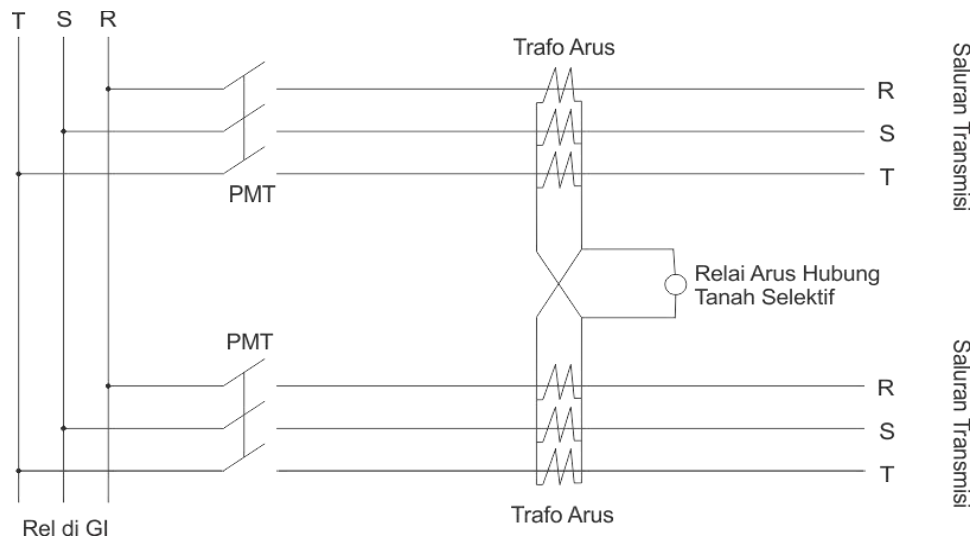 T S R
Trafo Arus
R
S
T
PMT
Saluran Transmisi
Relai Arus Hubung
Tanah Selektif
PMT
R
S
T
Saluran Transmisi
Trafo Arus
Rel di GI